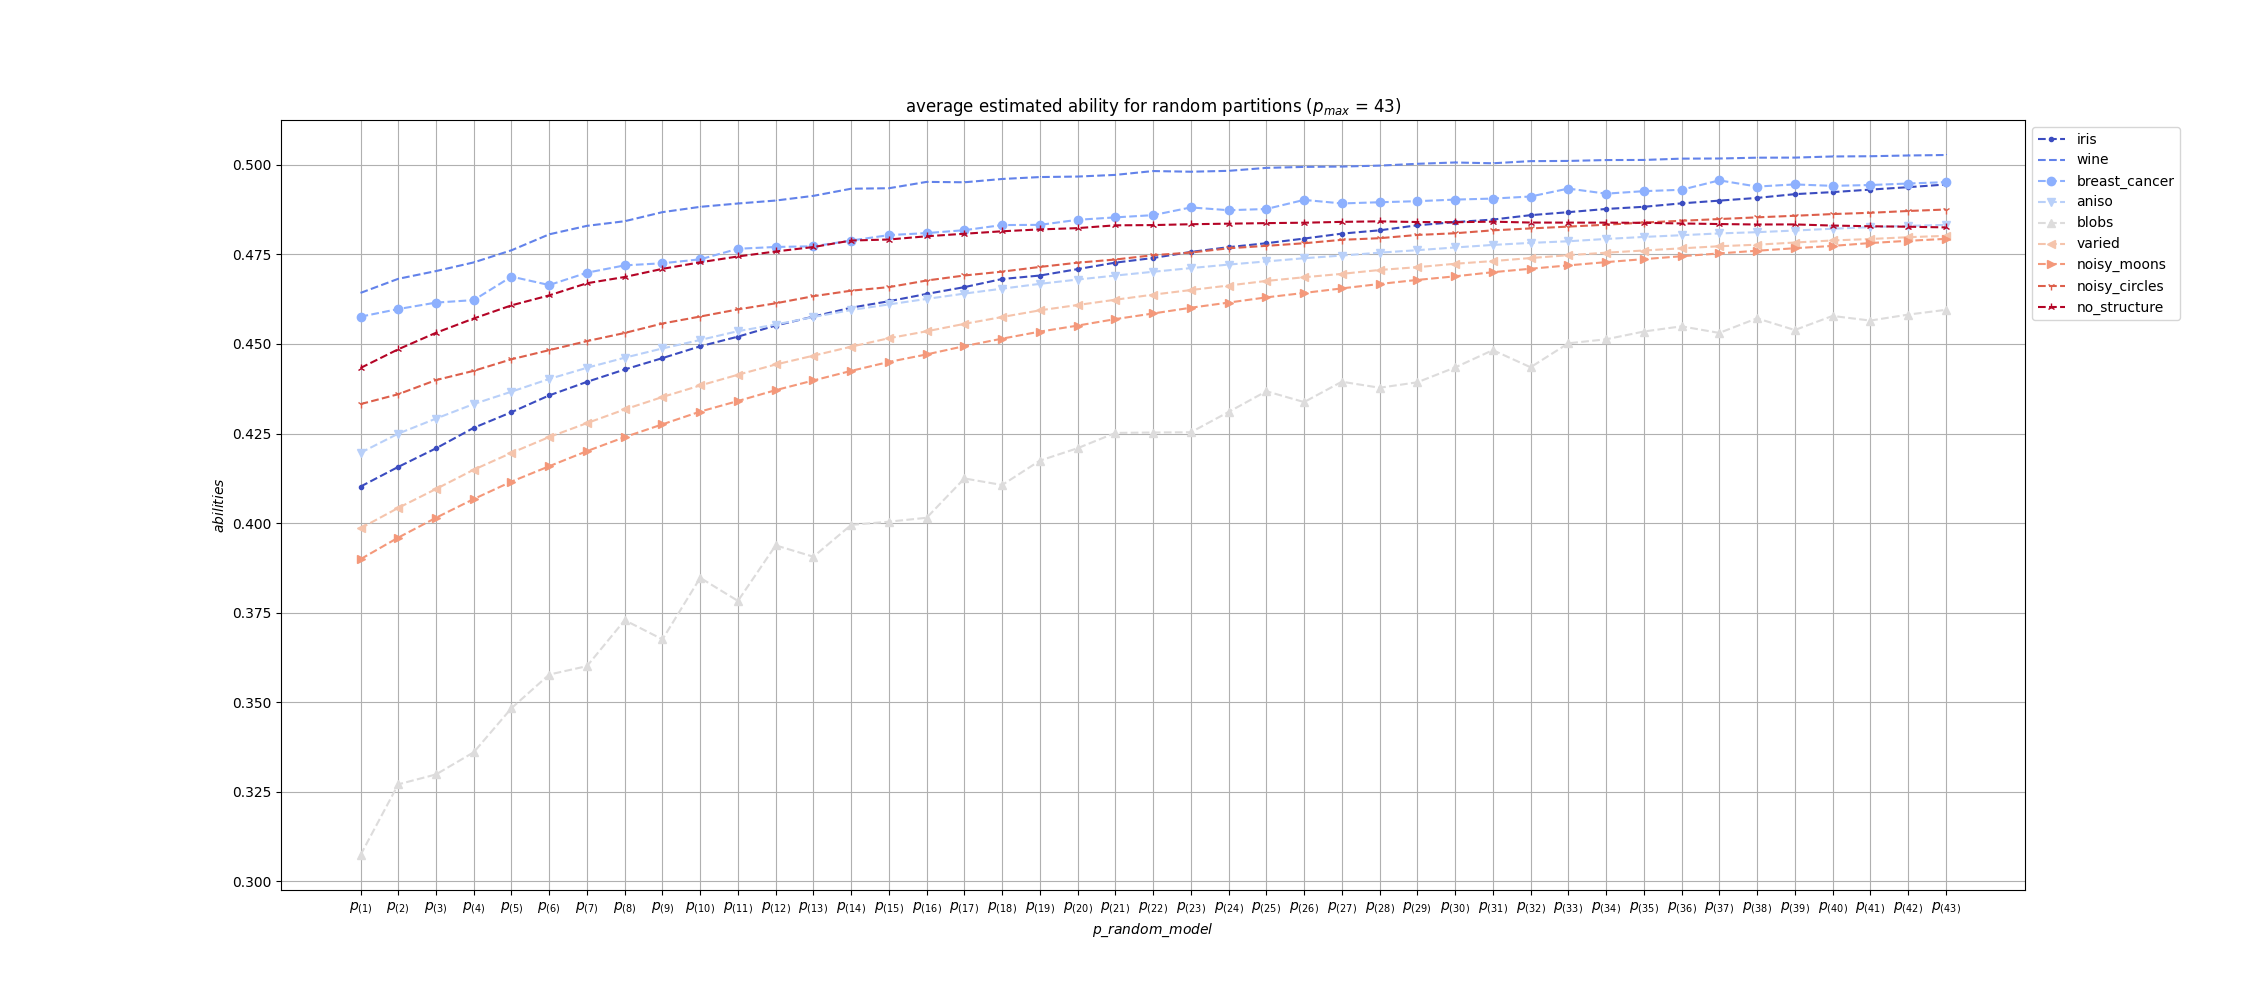 average estimated ability for random partitions (p_max = 43)
0.500
0.475
0.450
0.425
0.400
0.375
0.350
0.325
0.300
abilities
iris
wine
breast_cancer
aniso
blobs
varied
noisy_moons
noisy_circles
no_structure
p(1) p(2) p(3) p(4) p(5) p(6) p(7) p(8) p(9) p(10) p(11) p(12) p(13) p(14) p(15) p(16) p(17) p(18) p(19) p(20) p(21) p(22) p(23) p(24) p(25) p(26) p(27) p(28) p(29) p(30) p(31) p(32) p(33) p(34) p(35) p(36) p(37) p(38) p(39) p(40) p(41) p(42) p(43)
p_random_model